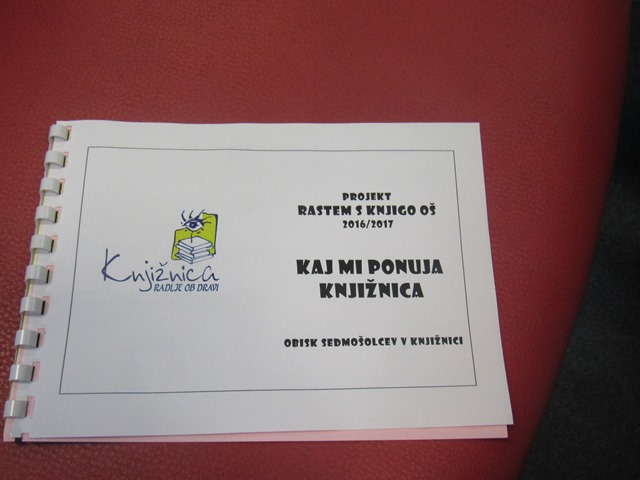 Knjižnica
RADLJE OB DRAVI
PROJEKT
RASTEM S KNJIGO OŠ
2016/2017
KAJ MI PONUJA
KNJIŽNICA
OBISK SEDMOŠOLCEV V KNJIŽNICI